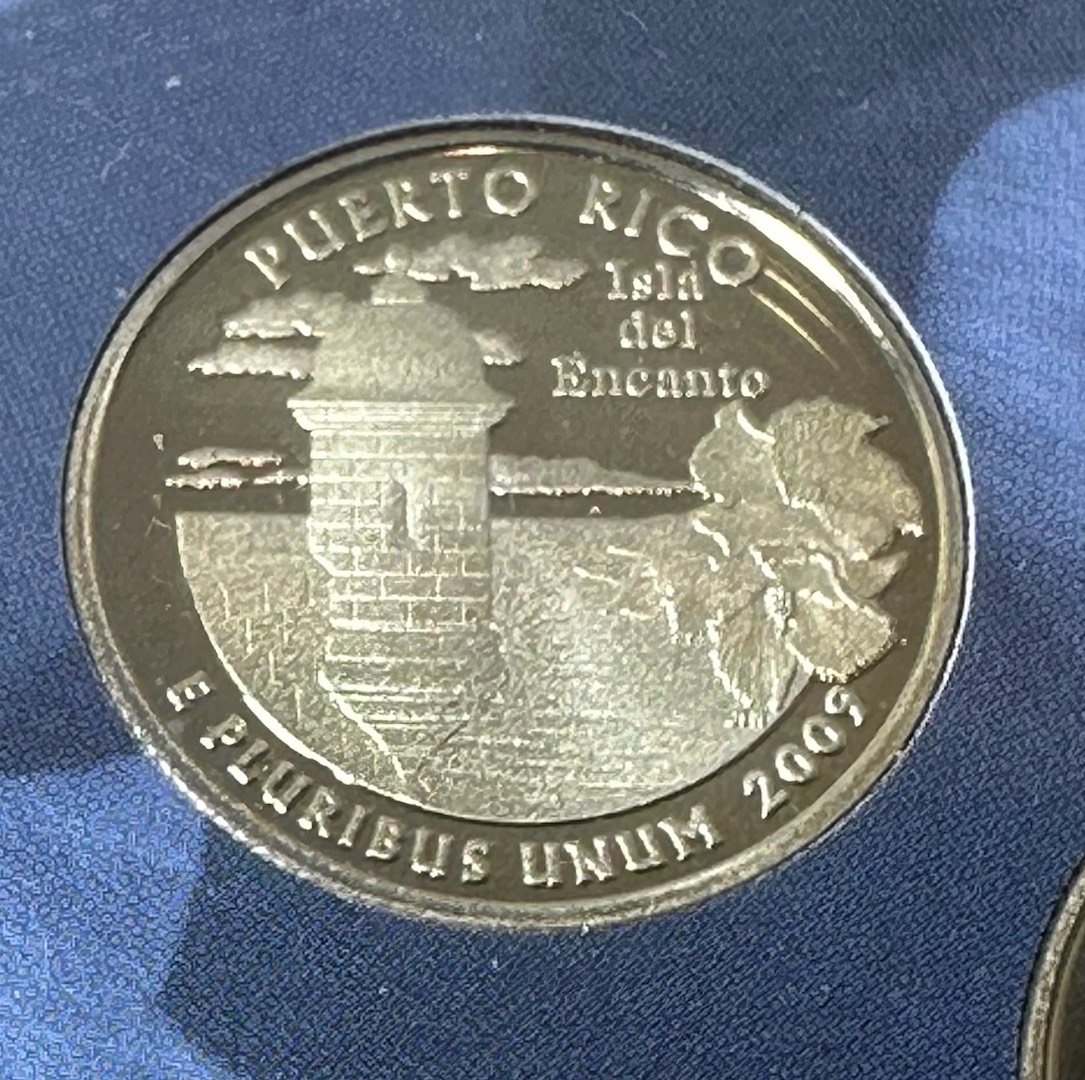 PUERTO RICO
Isla
del
Encanto
E PLURIBUS UNUM 2009